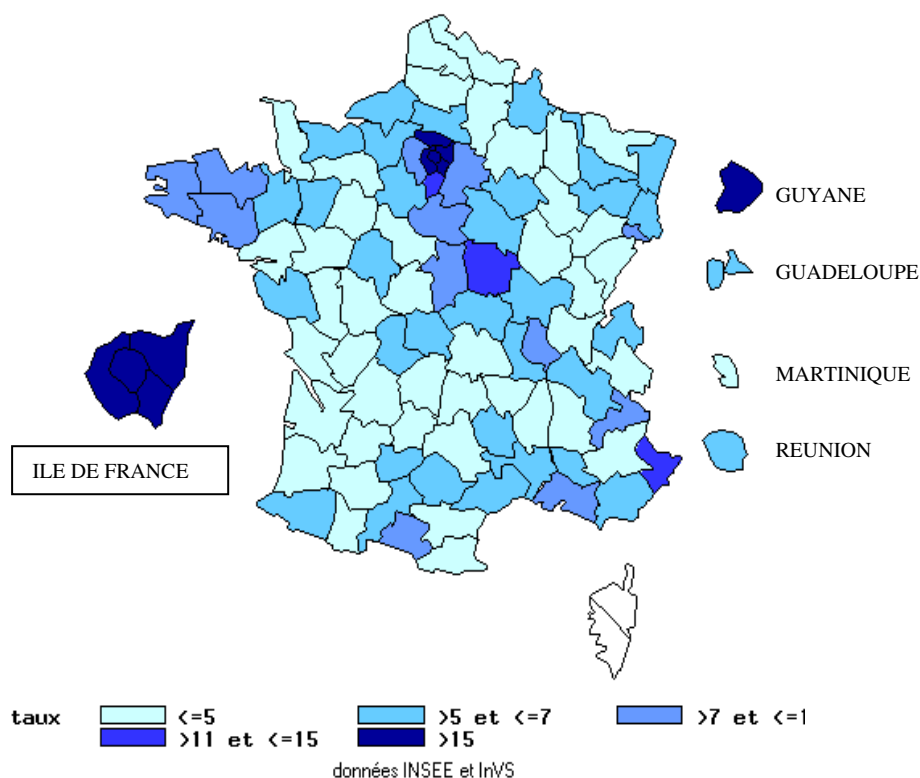 GUYANE
GUADELOUPE
MARTINIQUE
REUNION
ILE DE FRANCE
taux <=5 >5 et <=7 >7 et <=1
>11 et <=15 >15
données INSEE et InVS